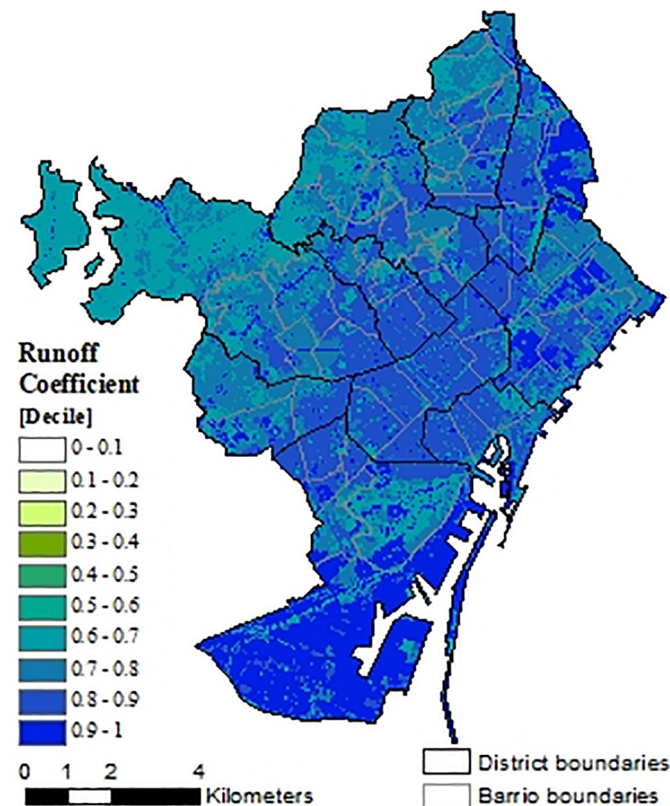 Runoff
Coefficient
[Decile]
0 - 0.1
0.1 - 0.2
0.2 - 0.3
0.3 - 0.4
0.4 - 0.5
0.5 - 0.6
0.6 - 0.7
0.7 - 0.8
0.8 - 0.9
0.9 - 1
0 1 2 4
Kilometers
District boundaries
Barrio boundaries